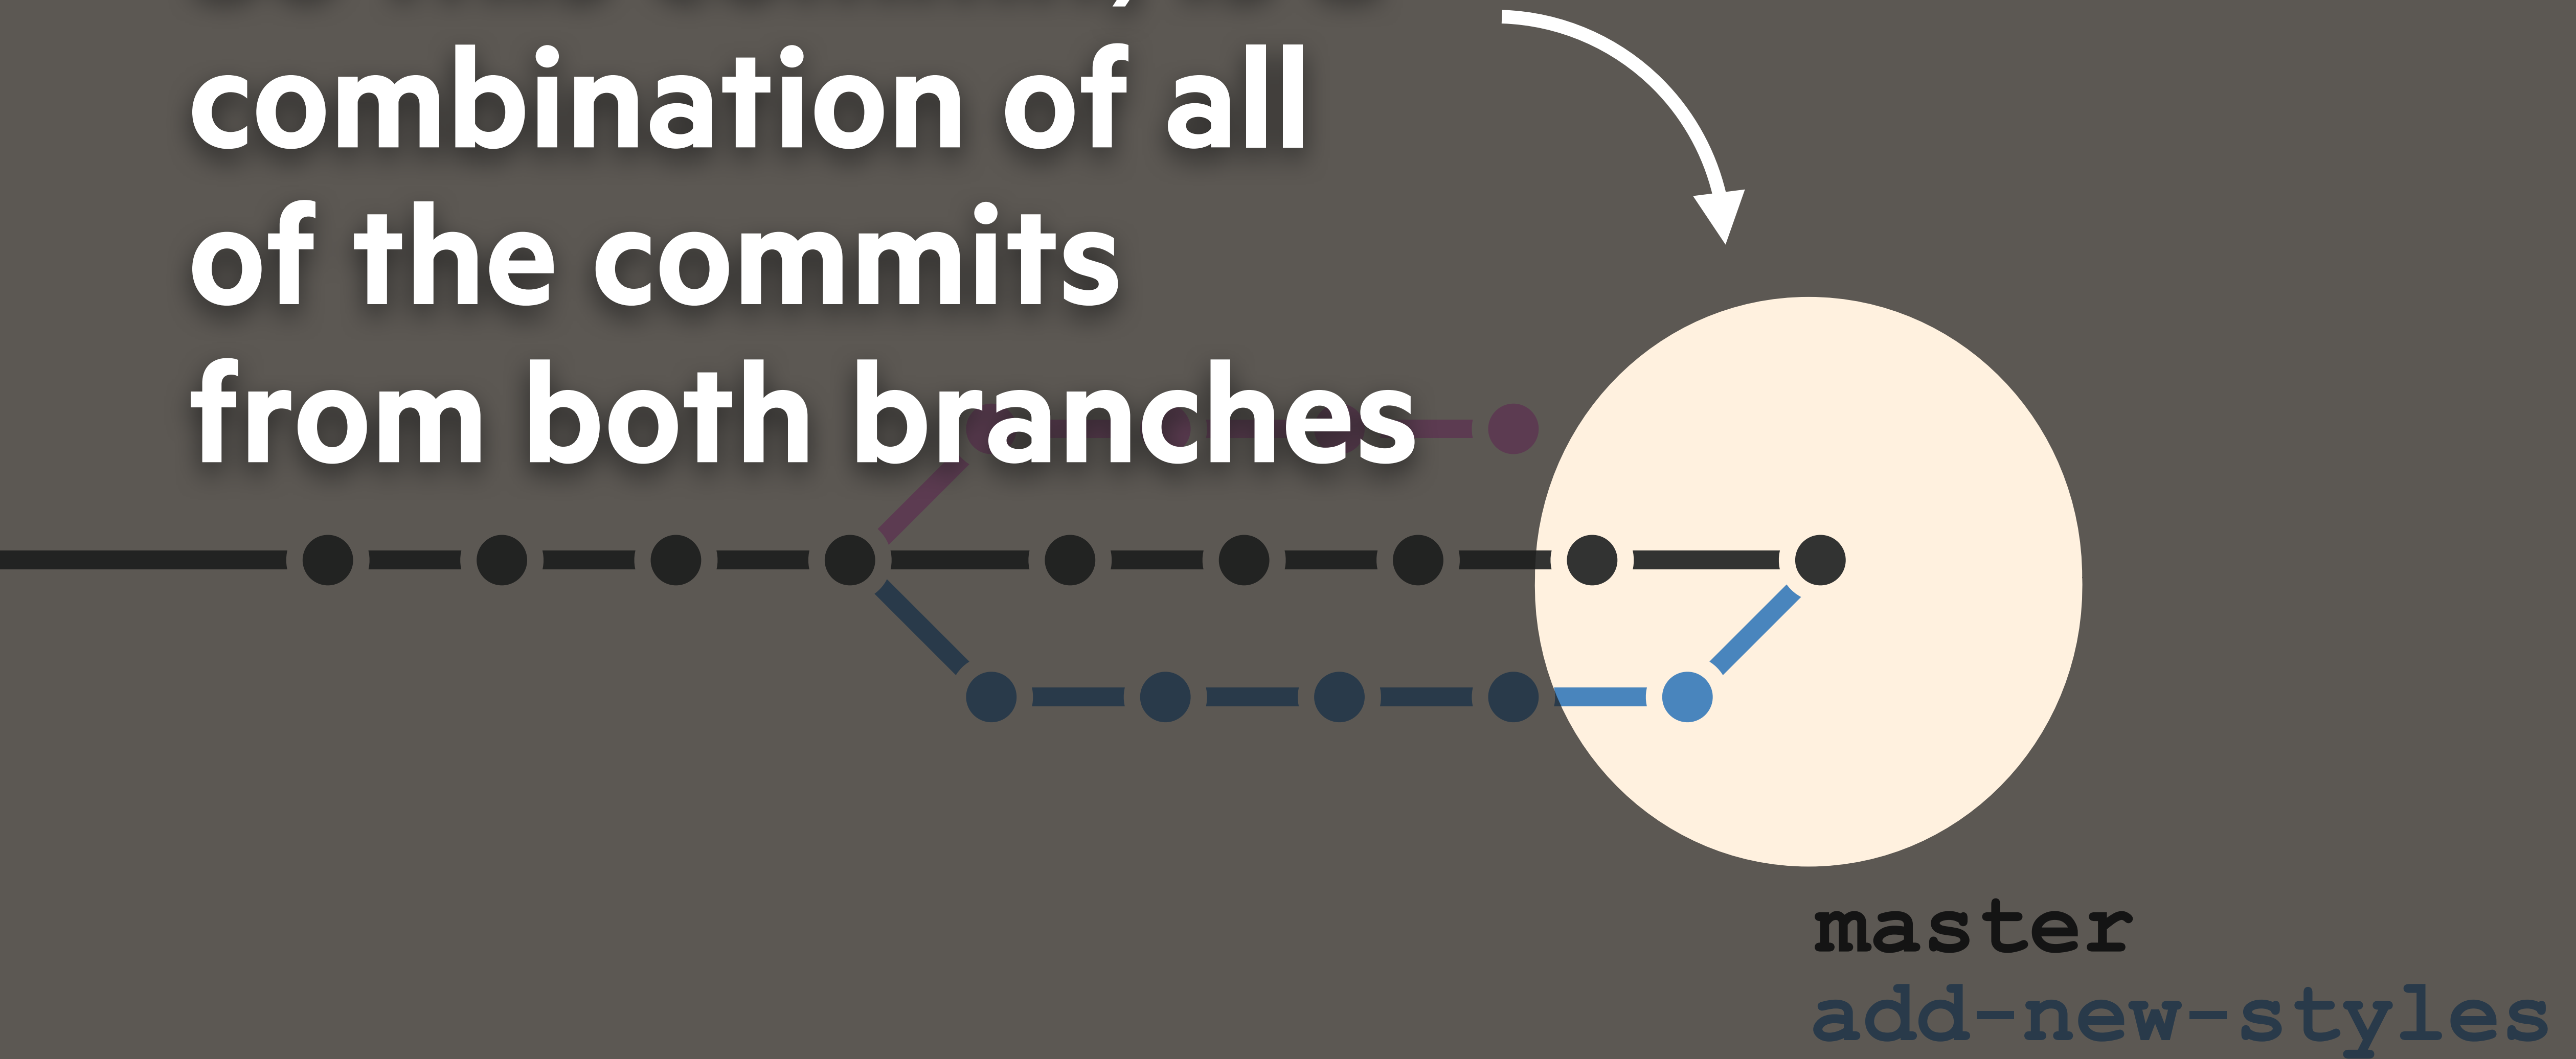 combination of all
of the commits
from both branches
master
add-new-styles